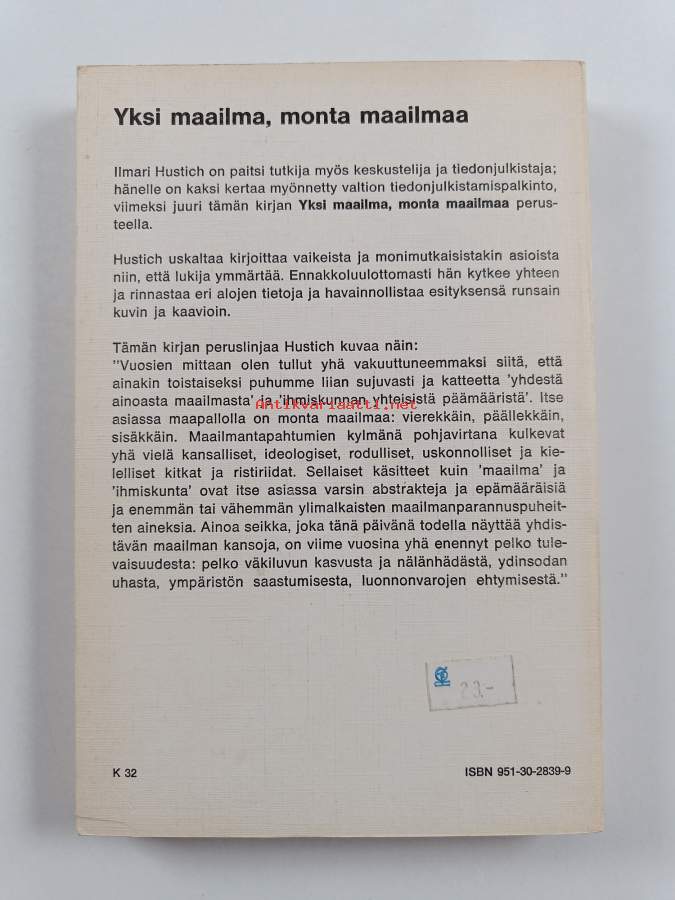 Yksi maailma, monta maailmaa
Ilmari Hustich on paitsi tutkija myös keskustelija ja tiedonjulkistaja;
hänelle on kaksi kertaa myönnetty valtion tiedonjulkistamispalkinto,
viimeksi juuri tämän kirjan Yksi maailma, monta maailmaa perus-
teella.
Hustich uskaltaa kirjoittaa vaikeista ja monimutkaisistakin asioista
niin, että lukija ymmärtää. Ennakkoluulottomasti hän kytkee yhteen
ja rinnastaa eri alojen tietoja ja havainnollistaa esityksensä runsain
kuvin ja kaavioin.
Tämän kirjan peruslinjaa Hustich kuvaa näin:
"Vuosien mittaan olen tullut yhä vakuuttuneemmaksi siitä, että
ainakin toistaiseksi puhumme liian sujuvasti ja katteetta 'yhdestä
ainoasta maailmasta' ja 'ihmiskunnan yhteisistä päämääristä'. Itse
Antikvariaatti.net
asiassa maapallolla on monta maailmaa: vierekkäin, päällekkäin,
sisäkkäin. Maailmantapahtumien kylmänä pohjavirtana kulkevat
yhä vielä kansalliset, ideologiset, rodulliset, uskonnolliset ja kie-
lelliset kitkat ja ristiriidat. Sellaiset käsitteet kuin 'maailma' ja
'ihmiskunta' ovat itse asiassa varsin abstrakteja ja epämääräisiä
ja enemmän tai vähemmän ylimalkaisten maailmanparannuspuheit-
ten aineksia. Ainoa seikka, joka tänä päivänä todella näyttää yhdis-
tävän maailman kansoja, on viime vuosina yhä enennyt pelko tule-
vaisuudesta: pelko väkiluvun kasvusta ja nälänhädästä, ydinsodan
uhasta, ympäristön saastumisesta, luonnonvarojen ehtymisestä."
23.-
K 32
ISBN 951-30-2839-9